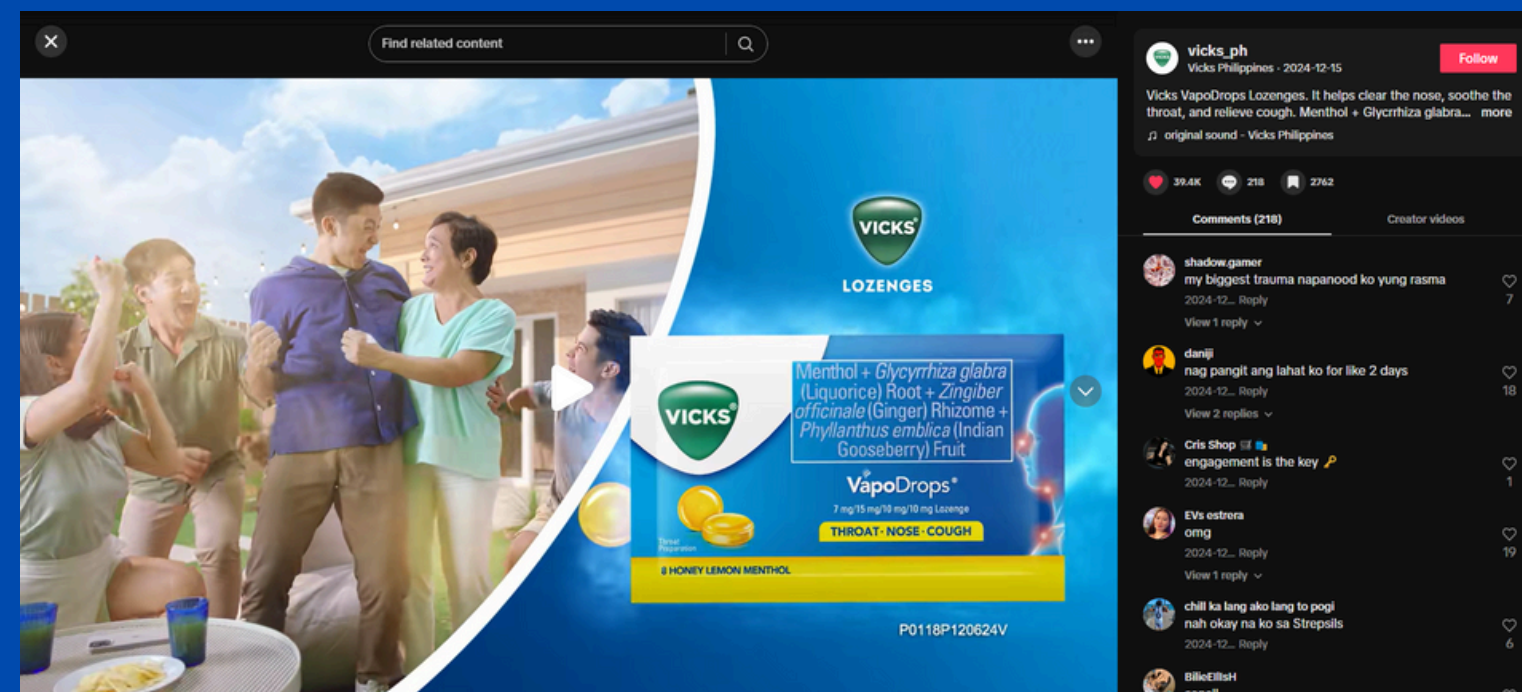 Find related content
VICKS
LOZENGES
VICKS
Menthol + Glycyrrhiza glabra
(Liquorice) Root + Zingiber
officinale (Ginger) Rhizome +
Phyllanthus emblica (Indian
Gooseberry) Fruit
VapoDrops®
7 mg/15 mg/10 mg/10 mg Lozenge
THROAT · NOSE · COUGH
Throat
Preparation
8 HONEY LEMON MENTHOL
P0118P120624V
vicks_ph
Vicks Philippines · 2024-12-15
Follow
Vicks VapoDrops Lozenges. It helps clear the nose, soothe the
throat, and relieve cough. Menthol + Glycrrhiza glabra... more
original sound - Vicks Philippines
39.4K 218 2762
Comments (218) Creator videos
shadow.gamer
my biggest trauma napanood ko yung rasma
2024-12... Reply 7
View 1 reply
daniji
nag pangit ang lahat ko for like 2 days
2024-12... Reply 18
View 2 replies
Cris Shop
engagement is the key 🔑
2024-12... Reply 1
EVs estrera
omg
2024-12... Reply 19
View 1 reply
chill ka lang ako lang to pogi
nah okay na ko sa Strepsils
2024-12... Reply 6
BilieEllisH